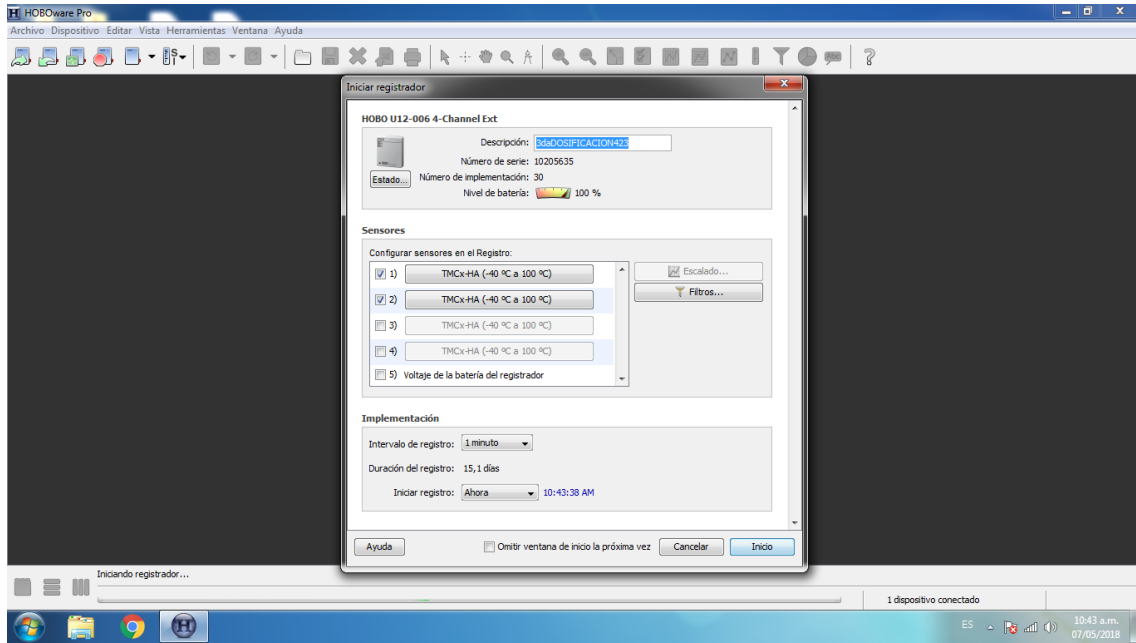 HOBOware Pro
Archivo Dispositivo Editar Vista Herramientas Ventana Ayuda
Iniciar registrador
HOBO U12-006 4-Channel Ext
Descripción: 3daDOSIFICACION423
Número de serie: 10205635
Estado... Número de implementación: 30
Nivel de batería: 100 %
Sensores
Configurar sensores en el Registro:
1) TMCx-HA (-40 ºC a 100 ºC) Escalado...
2) TMCx-HA (-40 ºC a 100 ºC) Filtros...
3) TMCx-HA (-40 ºC a 100 ºC)
4) TMCx-HA (-40 ºC a 100 ºC)
5) Voltaje de la batería del registrador
Implementación
Intervalo de registro: 1 minuto
Duración del registro: 15,1 días
Iniciar registro: Ahora 10:43:38 AM
Ayuda Omitir ventana de inicio la próxima vez Cancelar Inicio
Iniciando registrador...
1 dispositivo conectado
ES 10:43 a.m.
07/05/2018